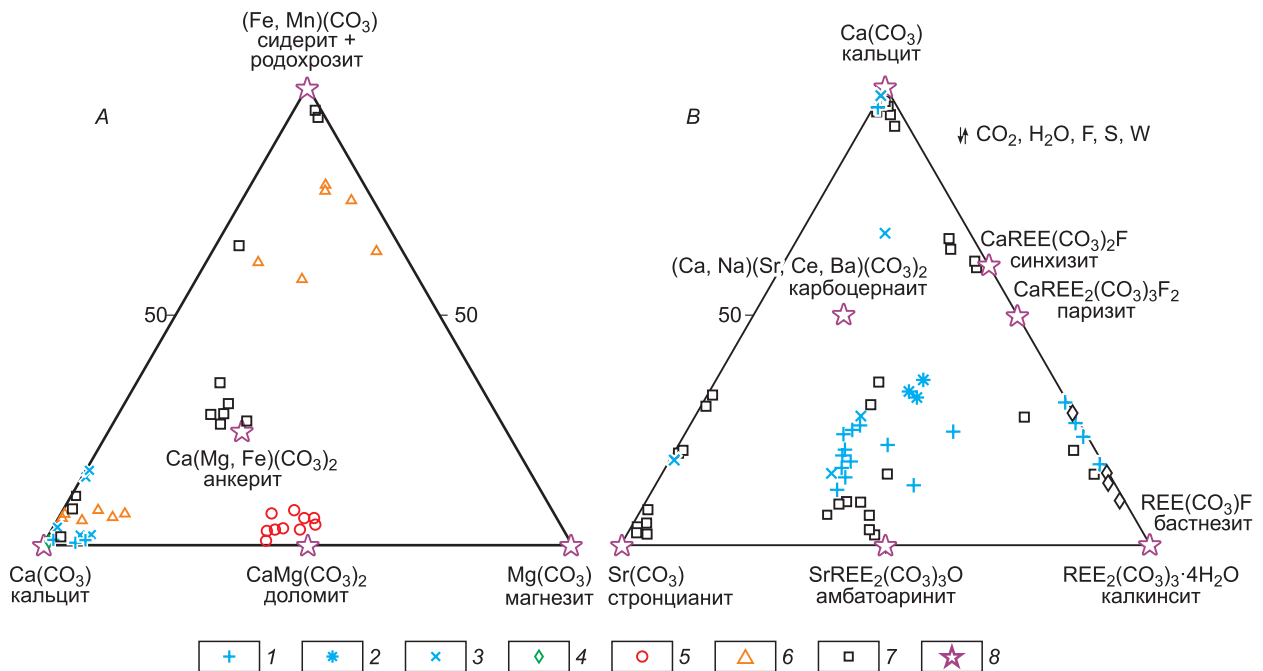 (Fe, Mn)(CO₃)
сидерит +
родохрозит
A
50
50
Ca(Mg, Fe)(CO₃)₂
анкерит
Ca(CO₃)
кальцит
CaMg(CO₃)₂
доломит
Mg(CO₃)
магнезит
Ca(CO₃)
кальцит
B
CO₂, H₂O, F, S, W
CaREE(CO₃)₂F
синхизит
(Ca, Na)(Sr, Ce, Ba)(CO₃)₂
карбоцернаит
CaREE₂(CO₃)₃F₂
паризит
50
REE(CO₃)F
бастнезит
Sr(CO₃)
стронцианит
SrREE₂(CO₃)₃O
амбатоаринит
REE₂(CO₃)₃·4H₂O
калкинсит
1 2 3 4 5 6 7 8